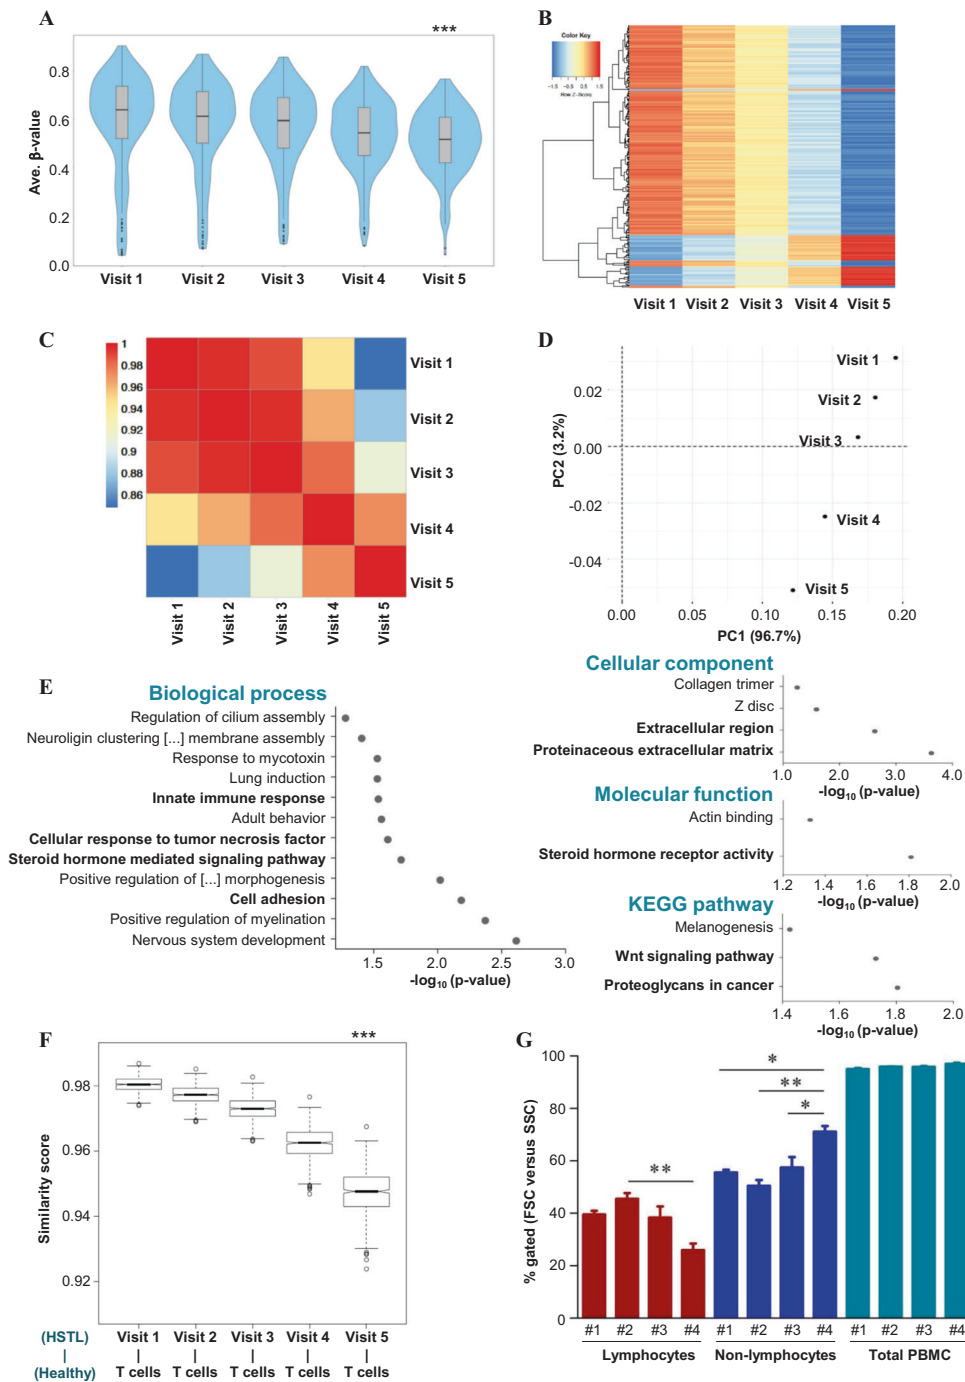 A
***
Ave. β-value
0.8
0.6
0.4
0.2
0.0
Visit 1 Visit 2 Visit 3 Visit 4 Visit 5
B
Color Key
-1.5 -0.5 0.5 1.5
Row Z-Score
Visit 1 Visit 2 Visit 3 Visit 4 Visit 5
C
1
0.98
0.96
0.94
0.92
0.9
0.88
0.86
Visit 1
Visit 2
Visit 3
Visit 4
Visit 5
Visit 1 Visit 2 Visit 3 Visit 4 Visit 5
D
PC2 (3.2%)
0.02
0.00
-0.02
-0.04
Visit 1
Visit 2
Visit 3
Visit 4
Visit 5
0.00 0.05 0.10 0.15 0.20
PC1 (96.7%)
E
Biological process
Regulation of cilium assembly
Neuroligin clustering [...] membrane assembly
Response to mycotoxin
Lung induction
Innate immune response
Adult behavior
Cellular response to tumor necrosis factor
Steroid hormone mediated signaling pathway
Positive regulation of [...] morphogenesis
Cell adhesion
Positive regulation of myelination
Nervous system development
1.5 2.0 2.5 3.0
-log10 (p-value)
Cellular component
Collagen trimer
Z disc
Extracellular region
Proteinaceous extracellular matrix
1.0 2.0 3.0 4.0
-log10 (p-value)
Molecular function
Actin binding
Steroid hormone receptor activity
1.2 1.4 1.6 1.8 2.0
-log10 (p-value)
KEGG pathway
Melanogenesis
Wnt signaling pathway
Proteoglycans in cancer
1.4 1.6 1.8 2.0
-log10 (p-value)
F
***
Similarity score
0.98
0.96
0.94
0.92
(HSTL) Visit 1 Visit 2 Visit 3 Visit 4 Visit 5
(Healthy) T cells T cells T cells T cells T cells
G
% gated (FSC versus SSC)
100
80
60
40
20
0
*
**
*
**
#1 #2 #3 #4 #1 #2 #3 #4 #1 #2 #3 #4
Lymphocytes Non-lymphocytes Total PBMC